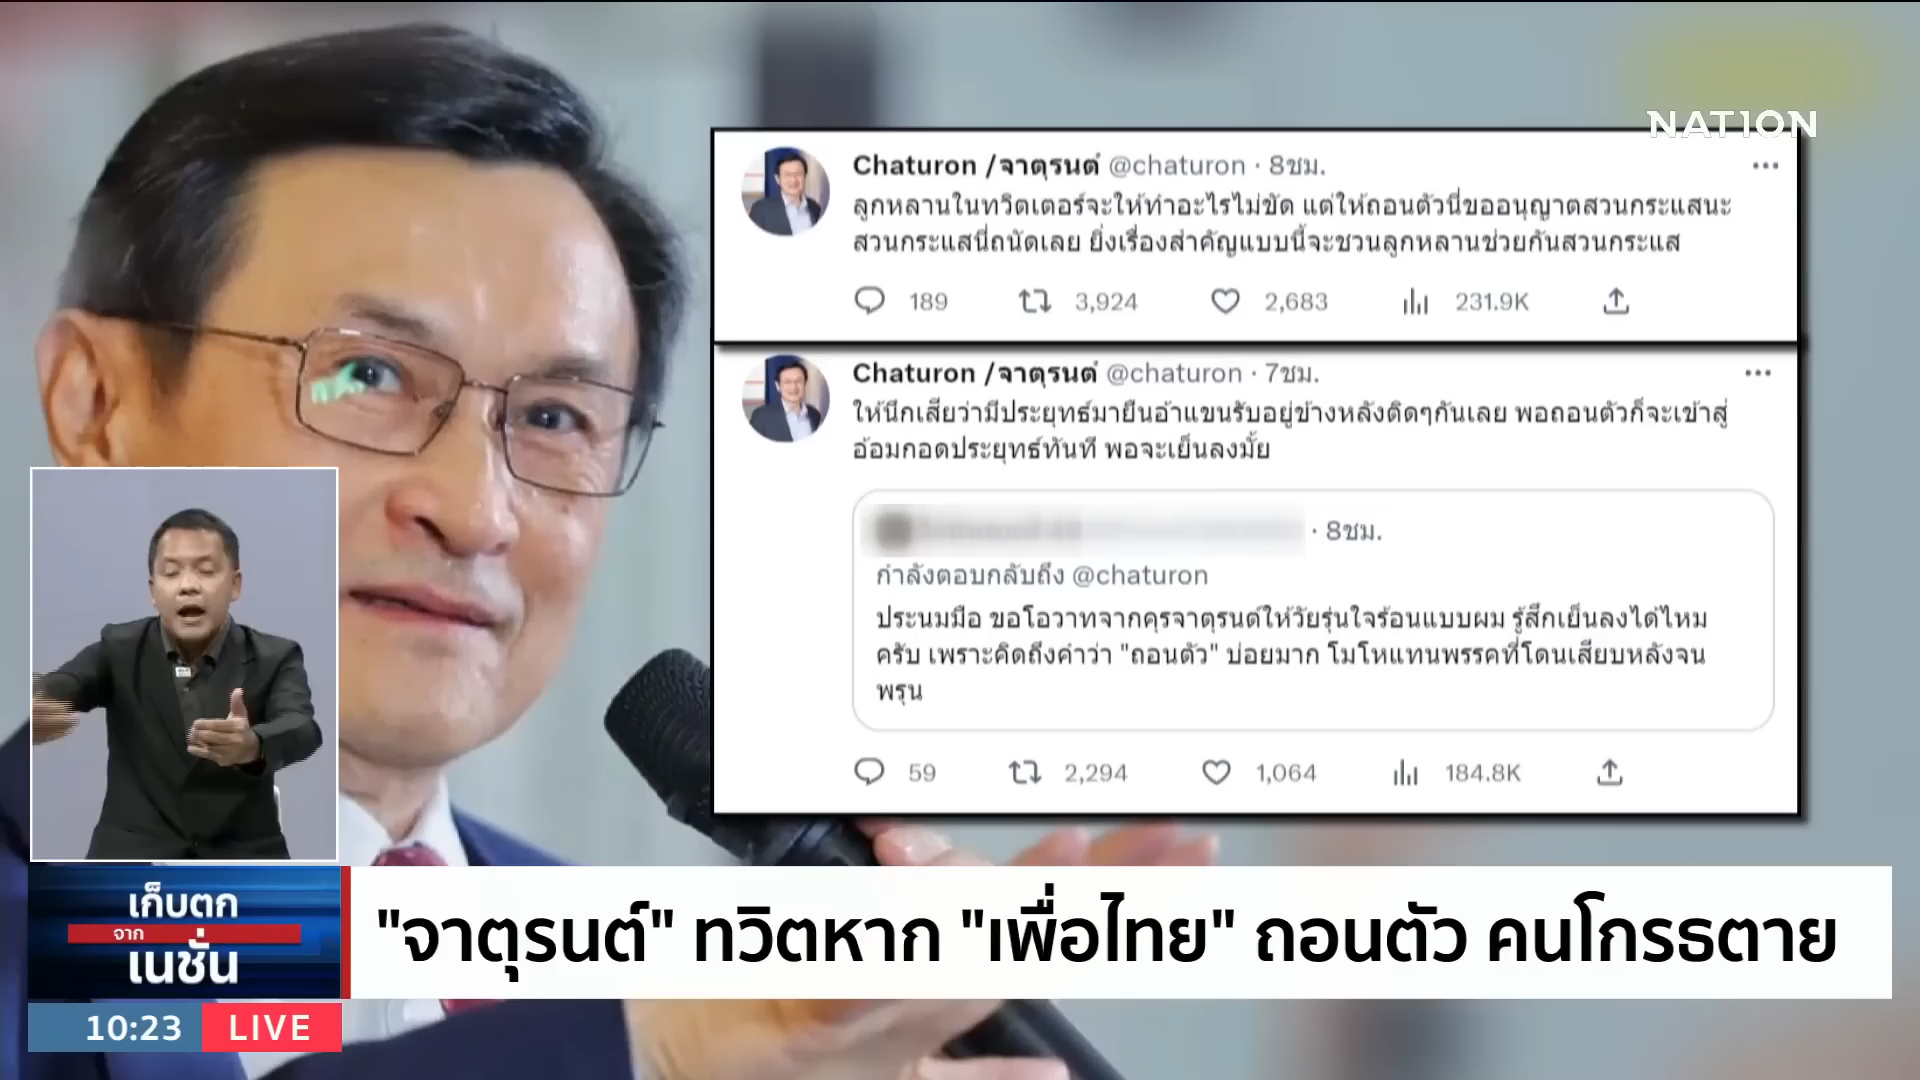 NATION
Chaturon /จาตุรนต์ @chaturon · 8ชม.
ลูกหลานในทวิตเตอร์จะให้ทำอะไรไม่ขัด แต่ให้ถอนตัวนี่ขออนุญาตสวนกระแสนะ
สวนกระแสนี่ถนัดเลย ยิ่งเรื่องสำคัญแบบนี้จะชวนลูกหลานช่วยกันสวนกระแส
189 3,924 2,683 231.9K
Chaturon /จาตุรนต์ @chaturon · 7ชม.
ให้นึกเสียว่ามีประยุทธ์มายืนอ้าแขนรับอยู่ข้างหลังติดๆกันเลย พอถอนตัวก็จะเข้าสู่
อ้อมกอดประยุทธ์ทันที พอจะเย็นลงมั้ย
· 8ชม.
กำลังตอบกลับถึง @chaturon
ประนมมือ ขอโอวาทจากคุรจาตุรนต์ให้วัยรุ่นใจร้อนแบบผม รู้สึกเย็นลงได้ไหม
ครับ เพราะคิดถึงคำว่า "ถอนตัว" บ่อยมาก โมโหแทนพรรคที่โดนเสียบหลังจน
พรุน
59 2,294 1,064 184.8K
เก็บตก
จาก
เนชั่น
"จาตุรนต์" ทวิตหาก "เพื่อไทย" ถอนตัว คนโกรธตาย
10:23 LIVE